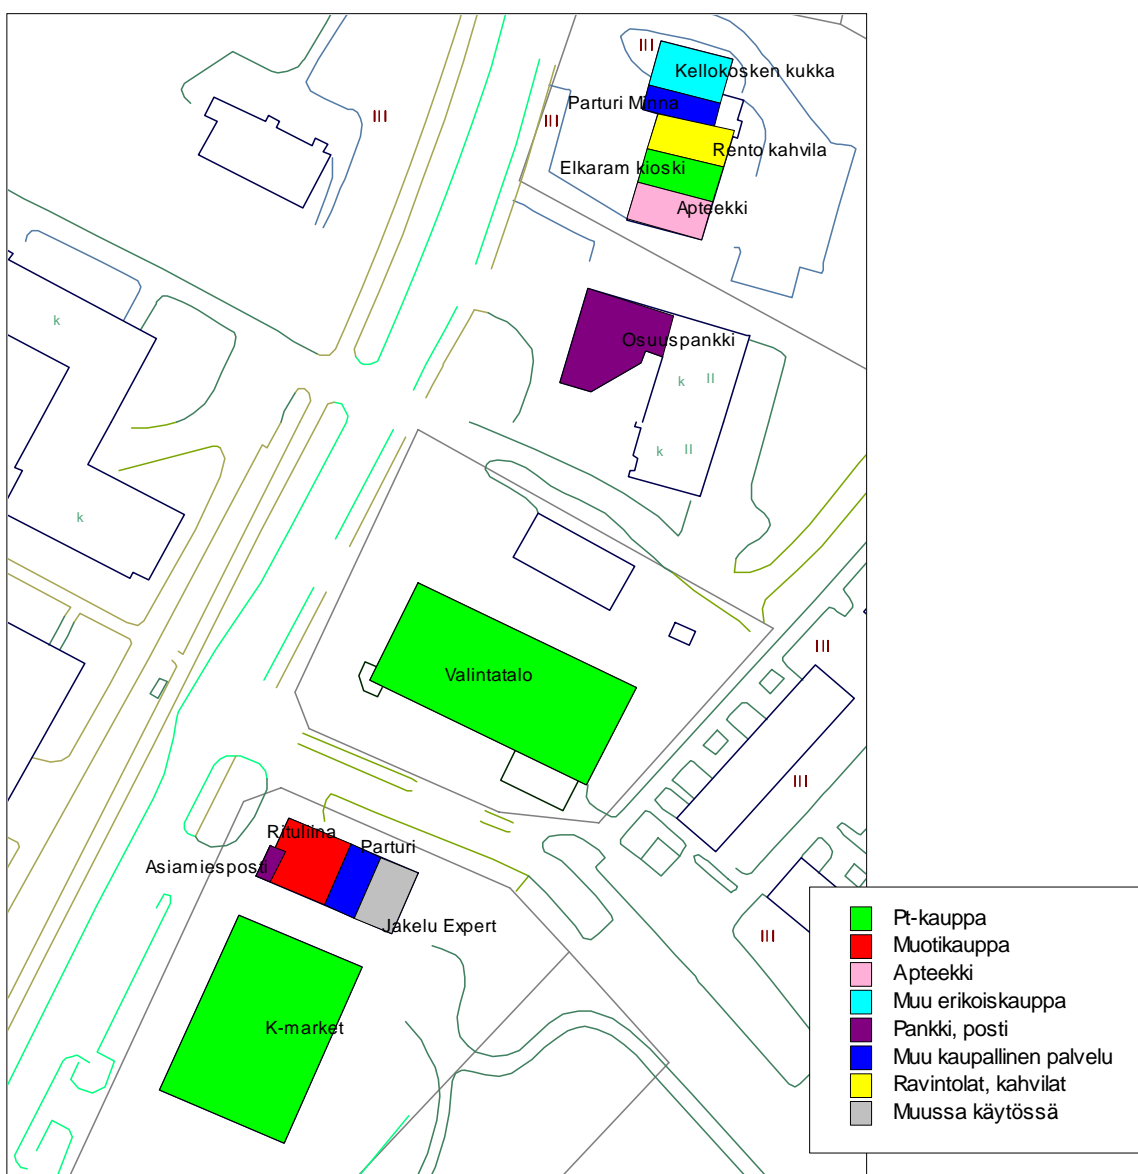 III
Kellokosken kukka
Parturi Minna
III
III
Rento kahvila
Elkaram kioski
Apteekki
k
Osuuspankki
k
II
k
II
k
III
Valintatalo
III
Rituliina
Parturi
Asiamiesposti
Jakelu Expert
III
K-market
Pt-kauppa
Muotikauppa
Apteekki
Muu erikoiskauppa
Pankki, posti
Muu kaupallinen palvelu
Ravintolat, kahvilat
Muussa käytössä